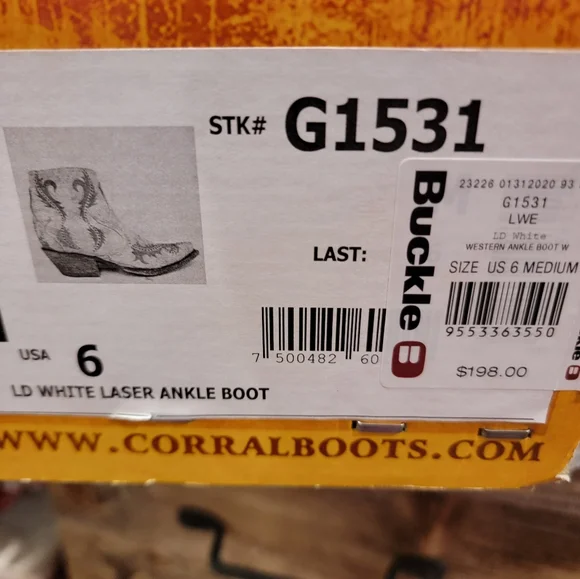 STK# G1531
LAST:
7 500482 60
USA 6
LD WHITE LASER ANKLE BOOT
Buckle B
23226 01312020 93
G1531
LWE
LD White
WESTERN ANKLE BOOT W
SIZE US 6 MEDIUM
9553363550
$198.00
WWW.CORRALBOOTS.COM